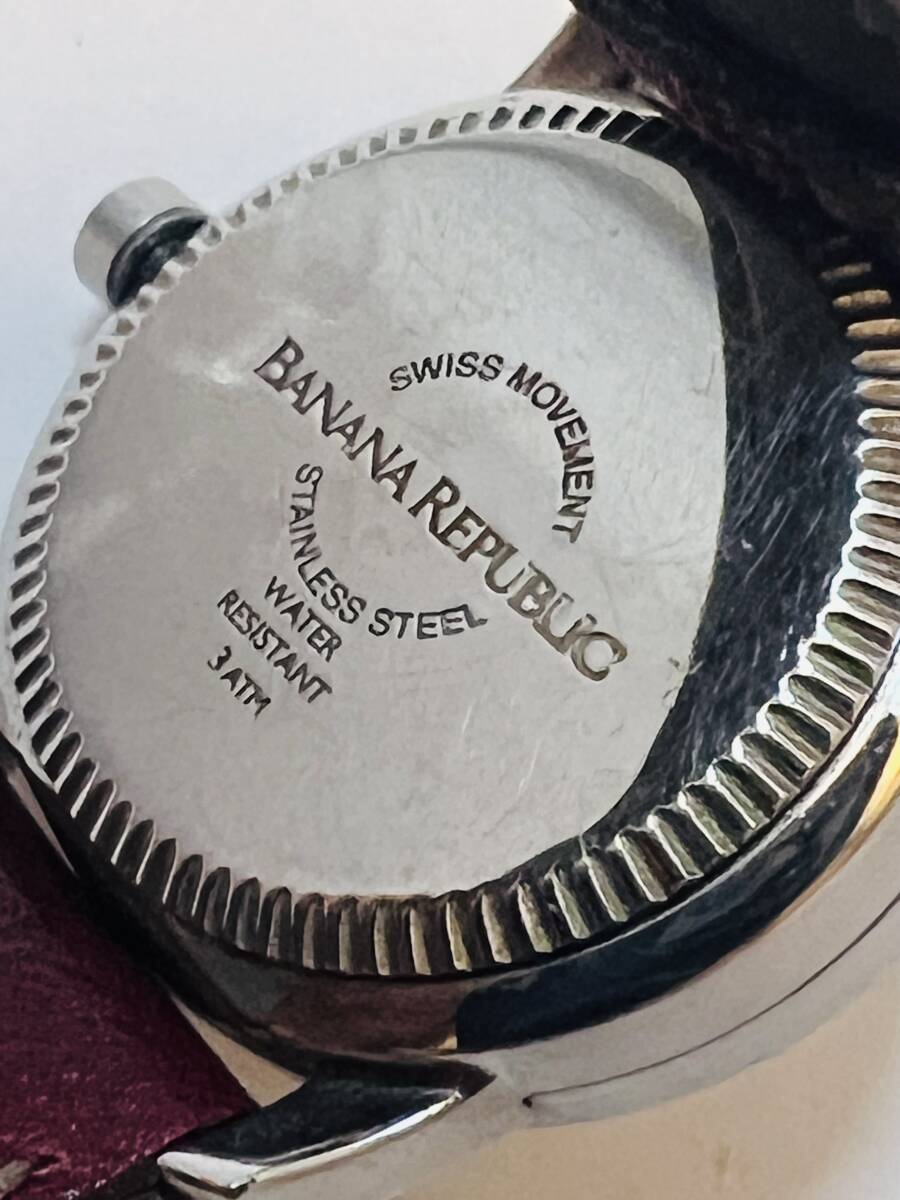 SWISS MOVEMENT
BANANA REPUBLIC
STAINLESS STEEL
WATER
RESISTANT
3 ATM